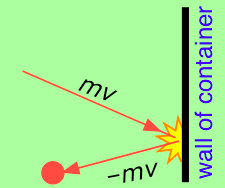 mv
wall of container
–mv